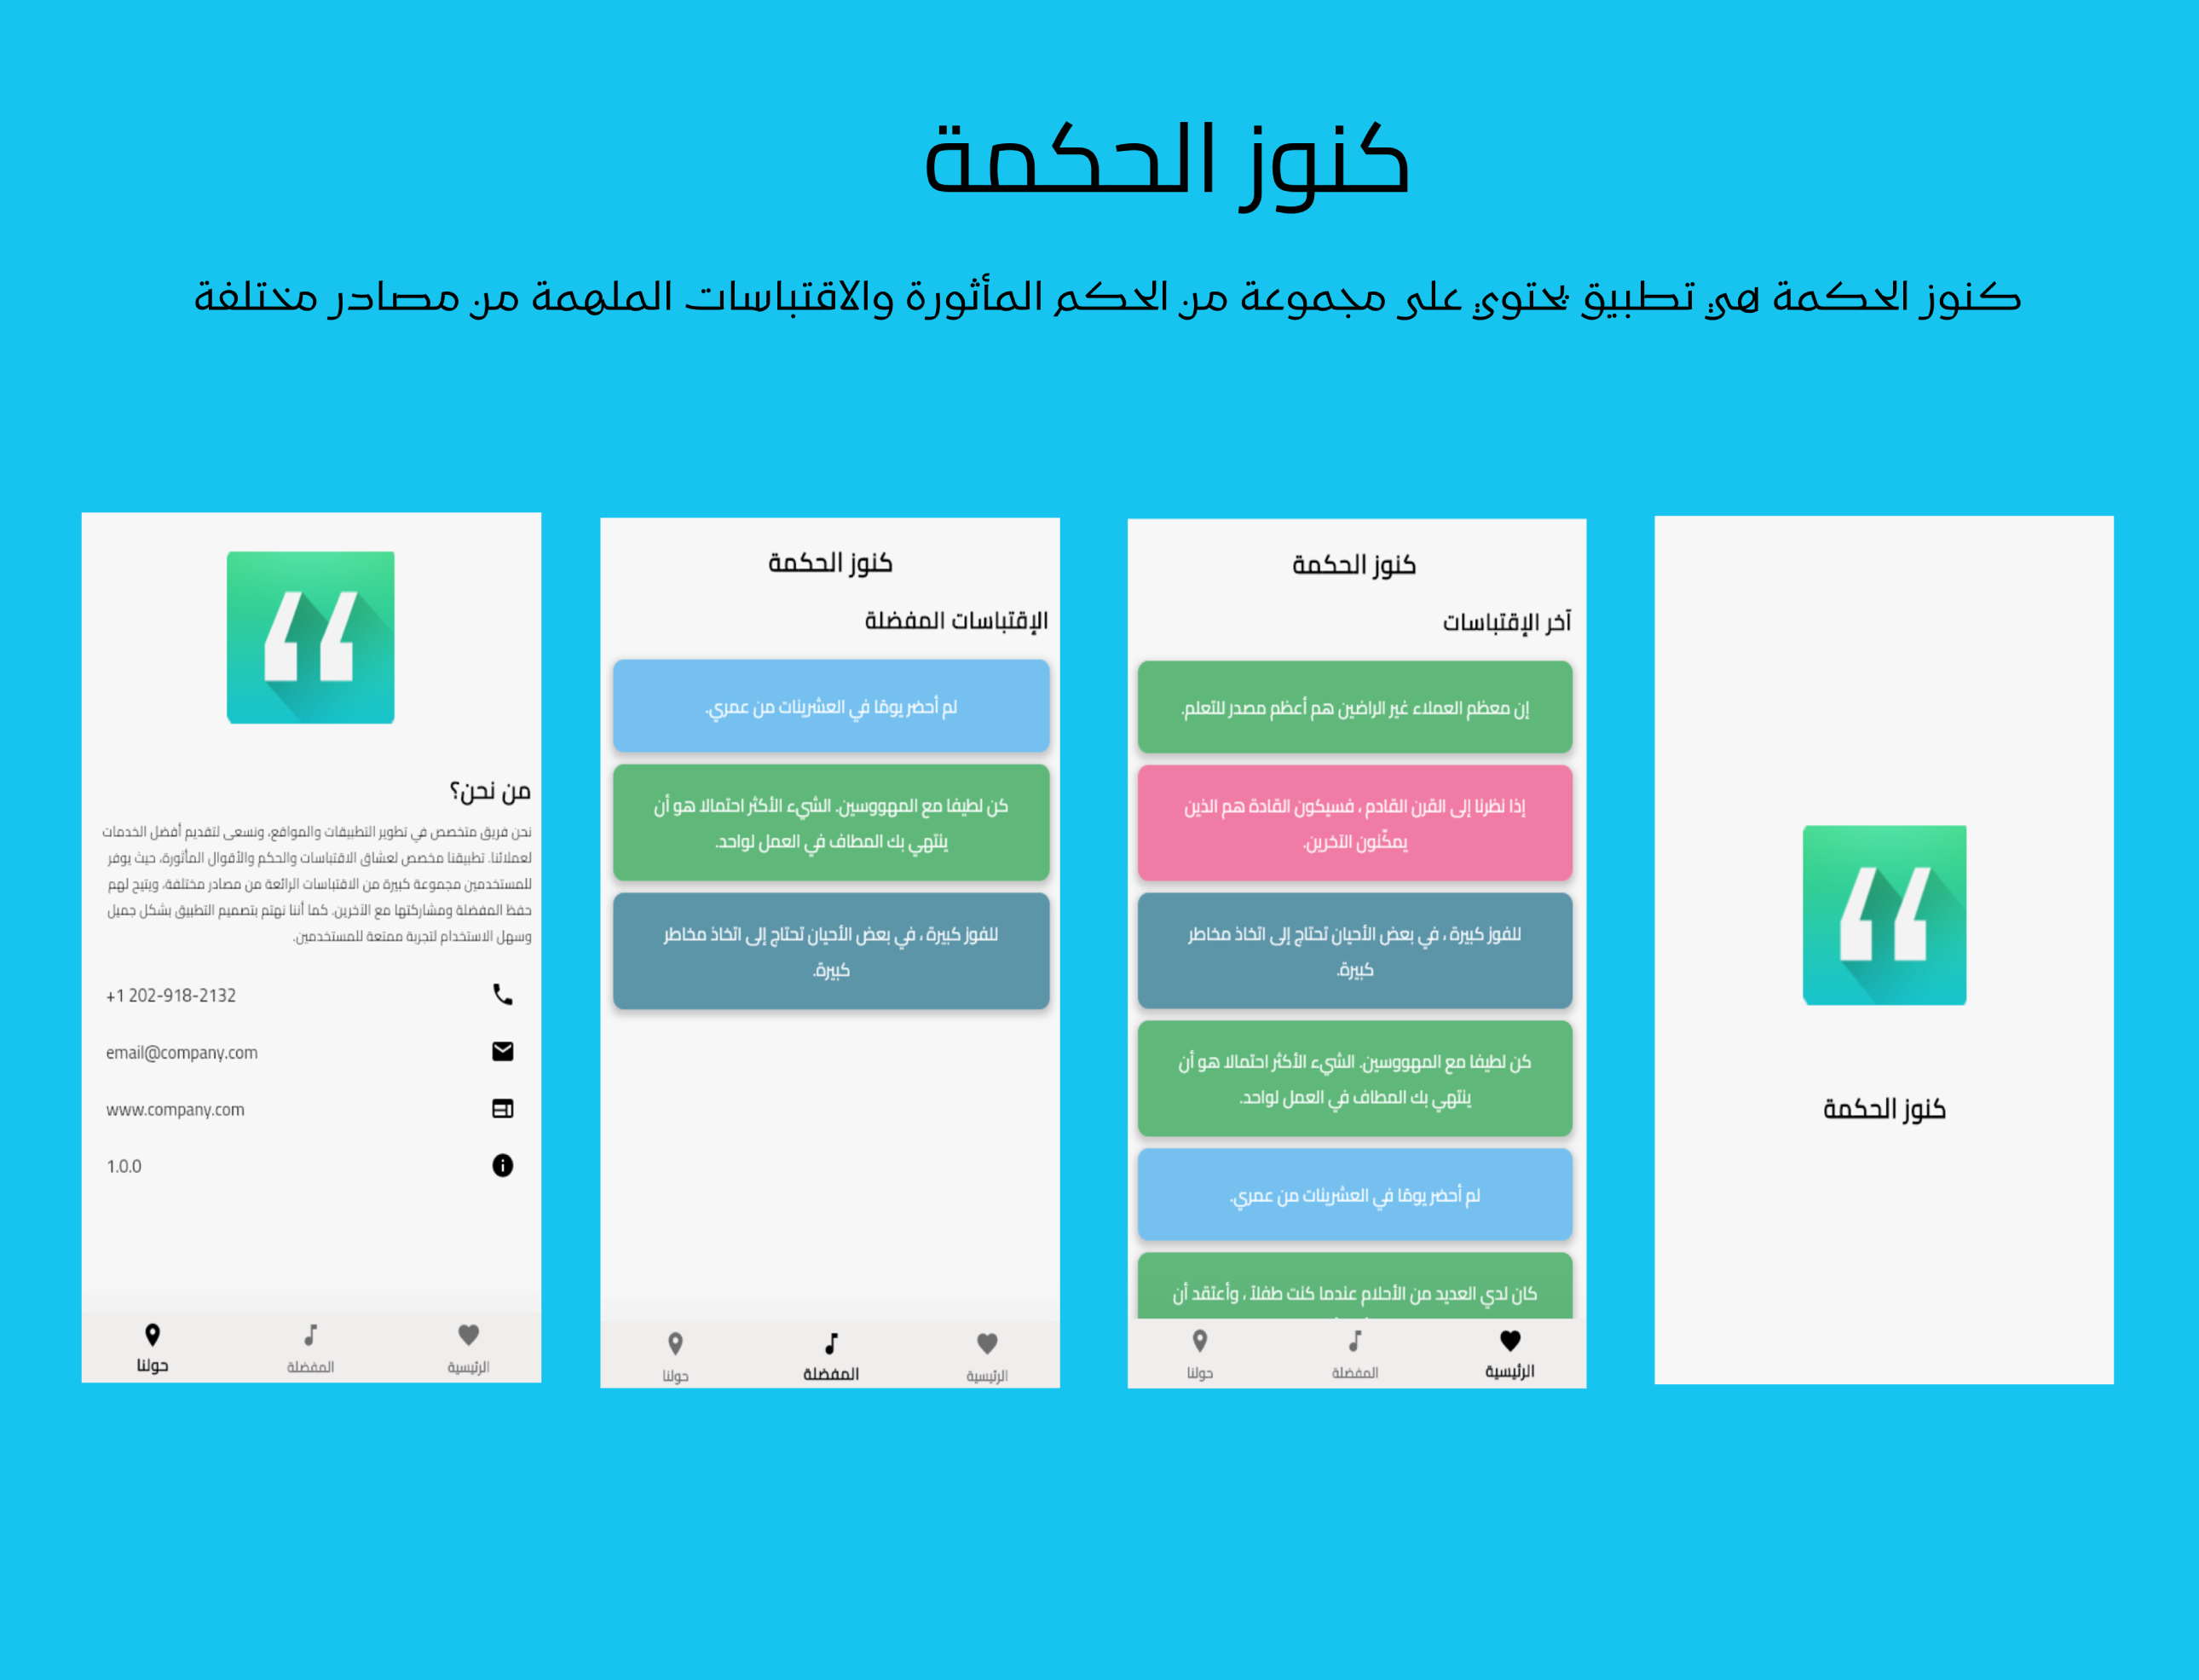 كنوز الحكمة
كنوز الحكمة هي تطبيق يحتوي على مجموعة من الحكم المأثورة والاقتباسات الملهمة من مصادر مختلفة
كنوز الحكمة
كنوز الحكمة
آخر الإقتباسات
إن معظم العملاء غير الراضين هم أعظم مصدر للتعلم.
إذا نظرنا إلى القرن القادم ، فسيكون القادة هم الذين
يمكّنون الآخرين.
للفوز كبيرة ، في بعض الأحيان تحتاج إلى اتخاذ مخاطر
كبيرة.
كن لطيفا مع المهووسين. الشيء الأكثر احتمالا هو أن
ينتهي بك المطاف في العمل لواحد.
لم أحضر يومًا في العشرينات من عمري.
كان لدي العديد من الأحلام عندما كنت طفلاً ، وأعتقد أن
الرئيسية
المفضلة
حولنا
كنوز الحكمة
الإقتباسات المفضلة
لم أحضر يومًا في العشرينات من عمري.
كن لطيفا مع المهووسين. الشيء الأكثر احتمالا هو أن
ينتهي بك المطاف في العمل لواحد.
للفوز كبيرة ، في بعض الأحيان تحتاج إلى اتخاذ مخاطر
كبيرة.
الرئيسية
المفضلة
حولنا
من نحن؟
نحن فريق متخصص في تطوير التطبيقات والمواقع، ونسعى لتقديم أفضل الخدمات
لعملائنا. تطبيقنا مخصص لعشاق الاقتباسات والحكم والأقوال المأثورة، حيث يوفر
للمستخدمين مجموعة كبيرة من الاقتباسات الرائعة من مصادر مختلفة، ويتيح لهم
حفظ المفضلة ومشاركتها مع الآخرين. كما أننا نهتم بتصميم التطبيق بشكل جميل
وسهل الاستخدام لتجربة ممتعة للمستخدمين.
+1 202-918-2132
email@company.com
www.company.com
1.0.0
الرئيسية
المفضلة
حولنا